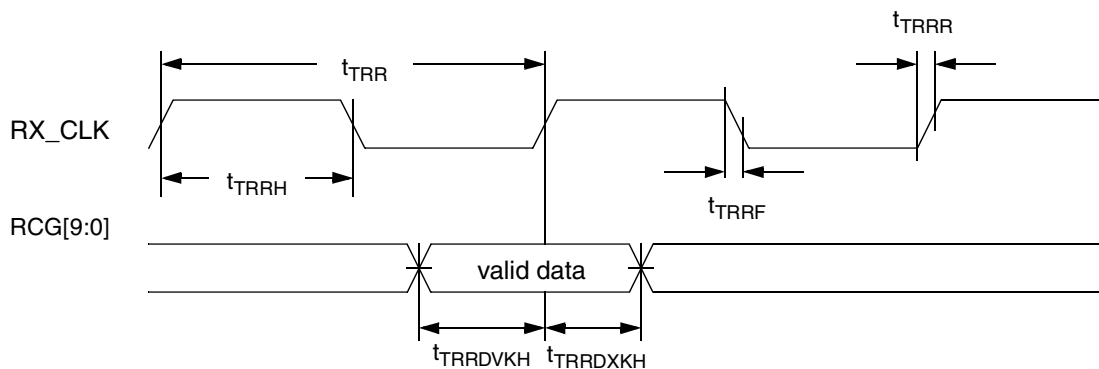 tTRRR
tTRR
RX_CLK
tTRRH
tTRRF
RCG[9:0]
valid data
tTRRDVKH tTRRDXKH